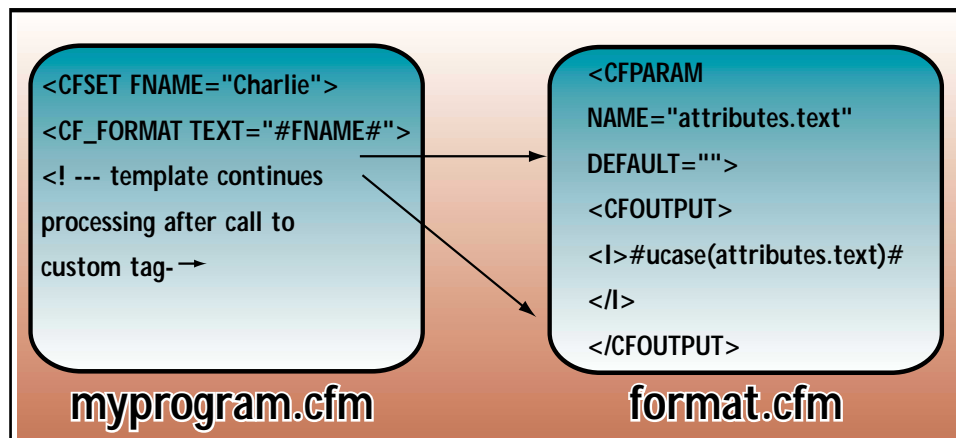 <CFSET FNAME="Charlie">
<CF_FORMAT TEXT="#FNAME#">
<! --- template continues
processing after call to
custom tag-→
myprogram.cfm
<CFPARAM
NAME="attributes.text"
DEFAULT="">
<CFOUTPUT>
<I>#ucase(attributes.text)#
</I>
</CFOUTPUT>
format.cfm